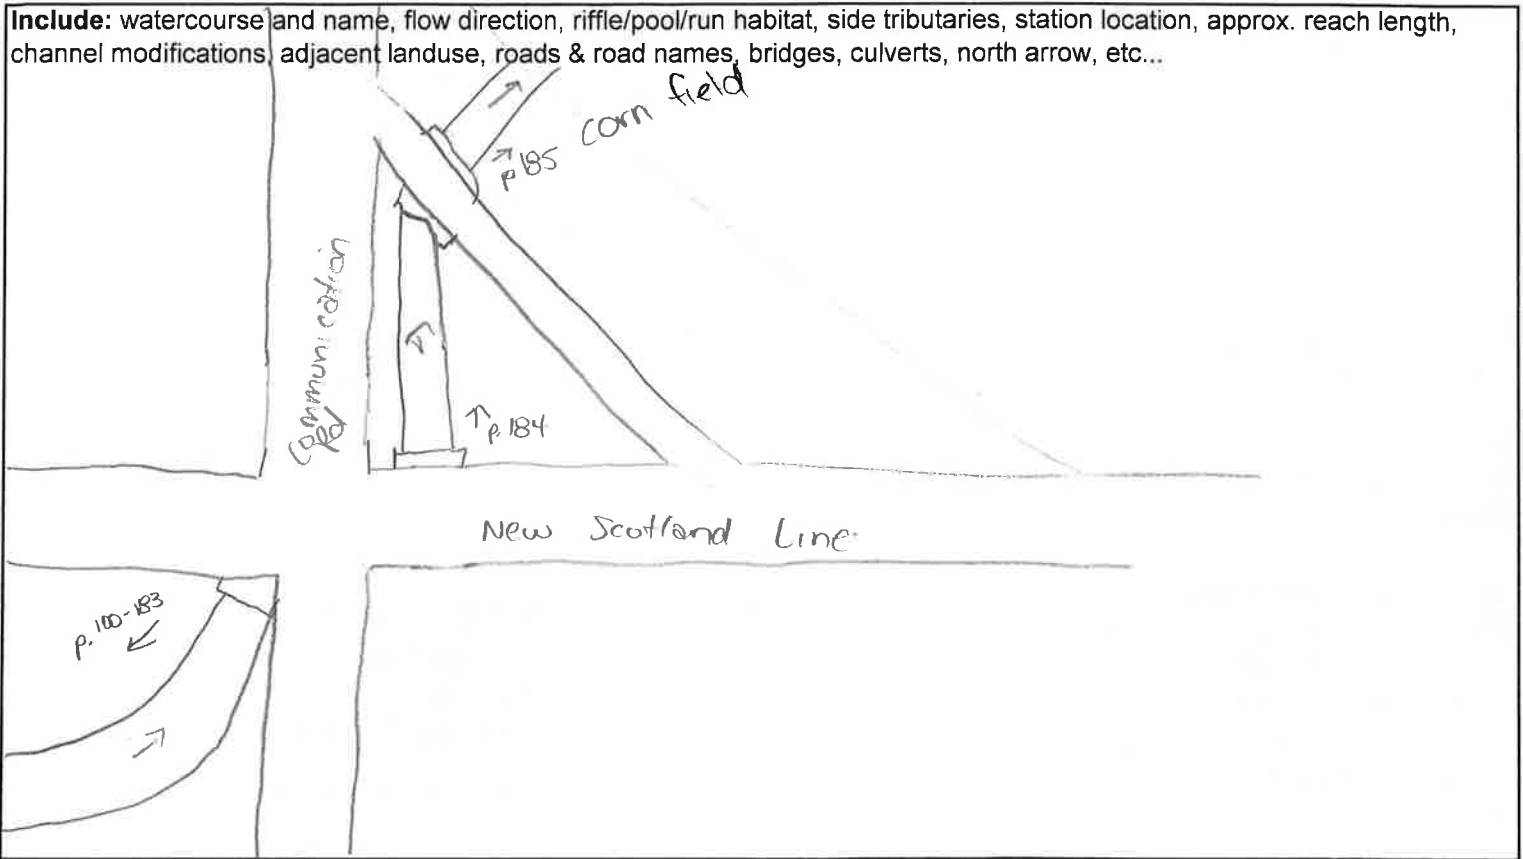 Include: watercourse and name, flow direction, riffle/pool/run habitat, side tributaries, station location, approx. reach length,
channel modifications, adjacent landuse, roads & road names, bridges, culverts, north arrow, etc...
corn field
p185
Communication
Road
p. 184
New Scotland Line
p. 100-183